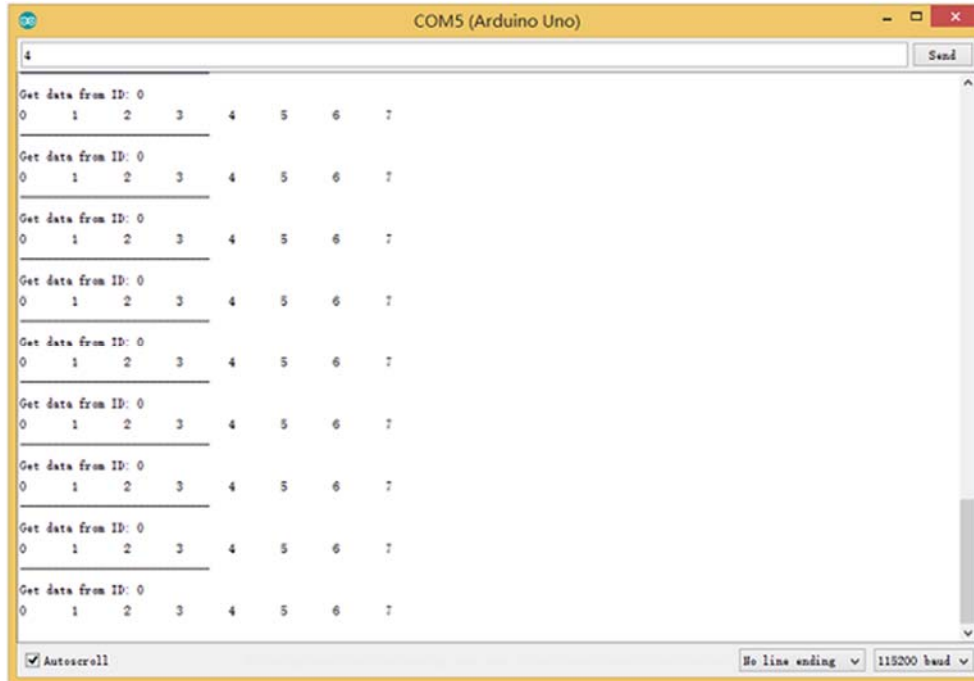 COM5 (Arduino Uno)
4
Send
Get data from ID: 0
0 1 2 3 4 5 6 7
Get data from ID: 0
0 1 2 3 4 5 6 7
Get data from ID: 0
0 1 2 3 4 5 6 7
Get data from ID: 0
0 1 2 3 4 5 6 7
Get data from ID: 0
0 1 2 3 4 5 6 7
Get data from ID: 0
0 1 2 3 4 5 6 7
Get data from ID: 0
0 1 2 3 4 5 6 7
Get data from ID: 0
0 1 2 3 4 5 6 7
Get data from ID: 0
0 1 2 3 4 5 6 7
Autoscroll
No line ending
115200 baud